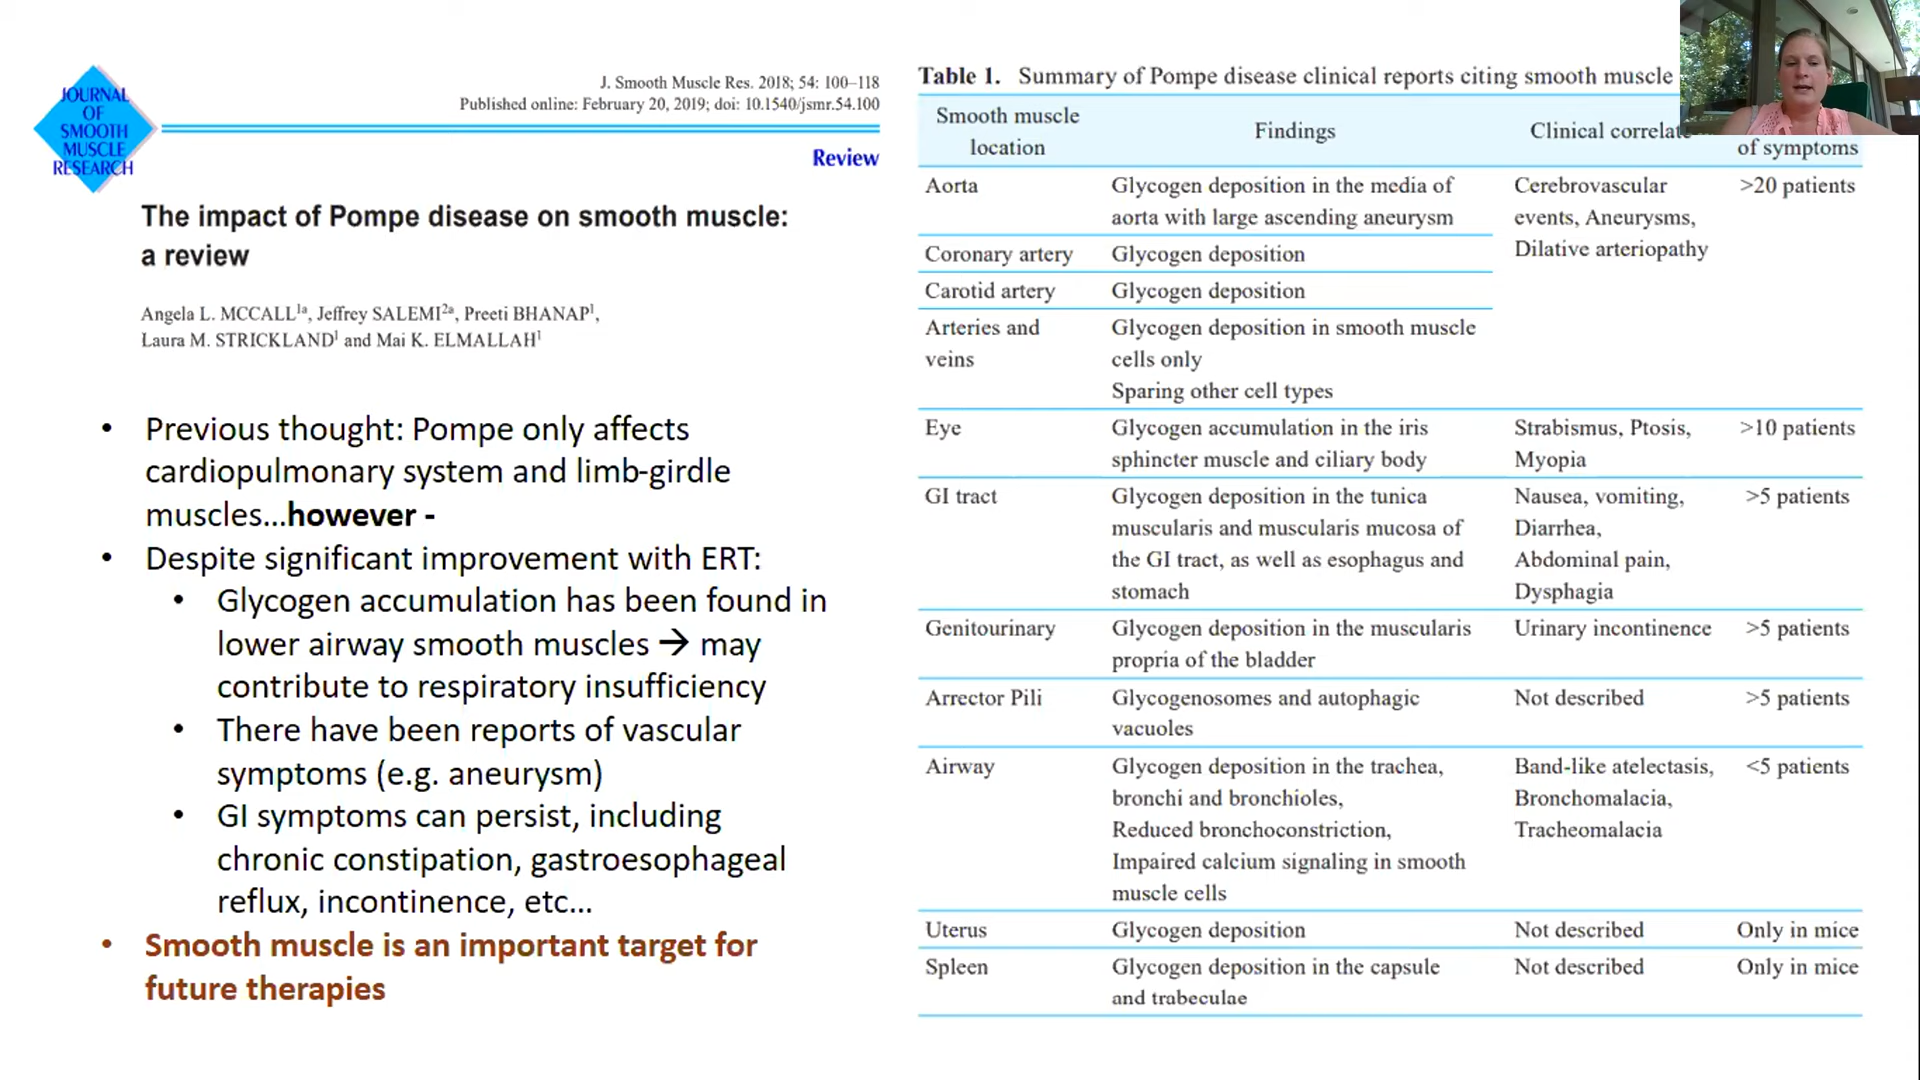 JOURNAL
OF
SMOOTH
MUSCLE
RESEARCH
J. Smooth Muscle Res. 2018; 54: 100–118
Published online: February 20, 2019; doi: 10.1540/jsmr.54.100
Review
The impact of Pompe disease on smooth muscle:
a review
Angela L. MCCALL1a, Jeffrey SALEMI2a, Preeti BHANAP1,
Laura M. STRICKLAND1 and Mai K. ELMALLAH1
• Previous thought: Pompe only affects
cardiopulmonary system and limb-girdle
muscles…however -
• Despite significant improvement with ERT:
• Glycogen accumulation has been found in
lower airway smooth muscles → may
contribute to respiratory insufficiency
• There have been reports of vascular
symptoms (e.g. aneurysm)
• GI symptoms can persist, including
chronic constipation, gastroesophageal
reflux, incontinence, etc…
• Smooth muscle is an important target for
future therapies
Table 1. Summary of Pompe disease clinical reports citing smooth muscle
Smooth muscle
location
Findings
Clinical correlate
of symptoms
Aorta
Glycogen deposition in the media of
aorta with large ascending aneurysm
Cerebrovascular
events, Aneurysms,
Dilative arteriopathy
>20 patients
Coronary artery
Glycogen deposition
Carotid artery
Glycogen deposition
Arteries and
veins
Glycogen deposition in smooth muscle
cells only
Sparing other cell types
Eye
Glycogen accumulation in the iris
sphincter muscle and ciliary body
Strabismus, Ptosis,
Myopia
>10 patients
GI tract
Glycogen deposition in the tunica
muscularis and muscularis mucosa of
the GI tract, as well as esophagus and
stomach
Nausea, vomiting,
Diarrhea,
Abdominal pain,
Dysphagia
>5 patients
Genitourinary
Glycogen deposition in the muscularis
propria of the bladder
Urinary incontinence
>5 patients
Arrector Pili
Glycogenosomes and autophagic
vacuoles
Not described
>5 patients
Airway
Glycogen deposition in the trachea,
bronchi and bronchioles,
Reduced bronchoconstriction,
Impaired calcium signaling in smooth
muscle cells
Band-like atelectasis,
Bronchomalacia,
Tracheomalacia
<5 patients
Uterus
Glycogen deposition
Not described
Only in mice
Spleen
Glycogen deposition in the capsule
and trabeculae
Not described
Only in mice